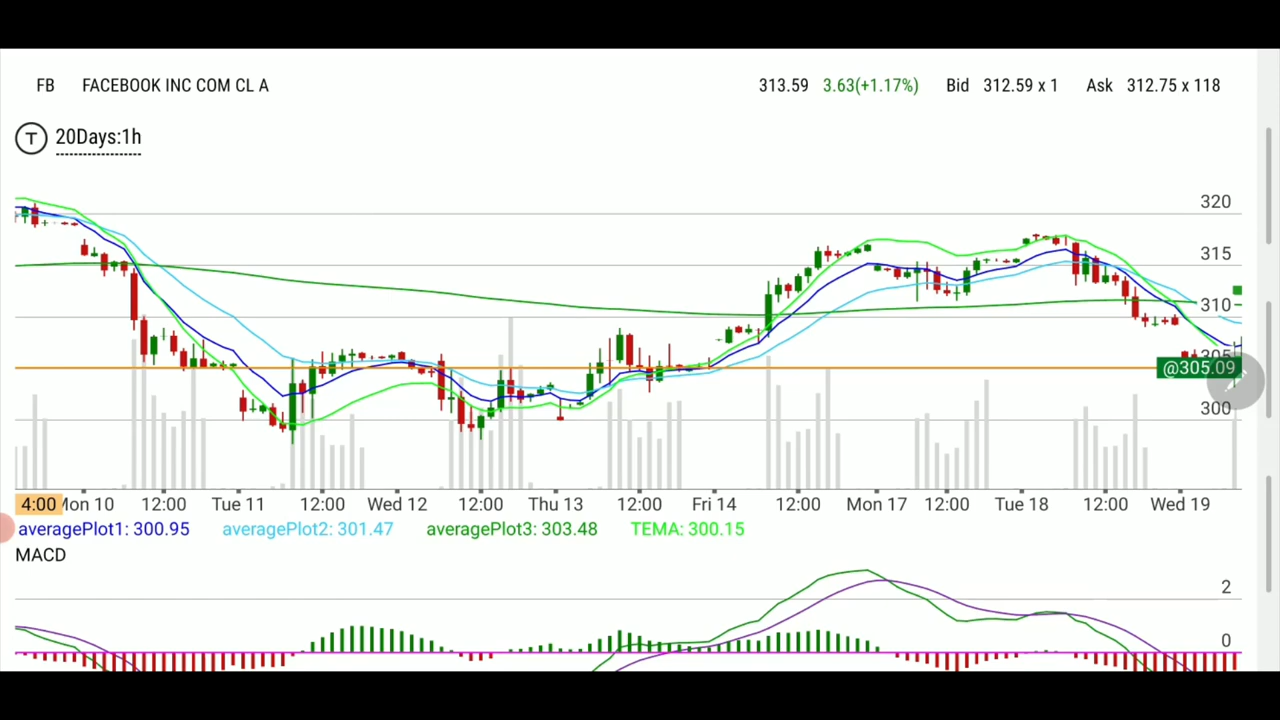 FB FACEBOOK INC COM CL A 313.59 3.63(+1.17%) Bid 312.59 x 1 Ask 312.75 x 118
T 20Days:1h
320
315
310
305
@305.09
300
4:00 Mon 10 12:00 Tue 11 12:00 Wed 12 12:00 Thu 13 12:00 Fri 14 12:00 Mon 17 12:00 Tue 18 12:00 Wed 19
averagePlot1: 300.95 averagePlot2: 301.47 averagePlot3: 303.48 TEMA: 300.15
MACD
2
0